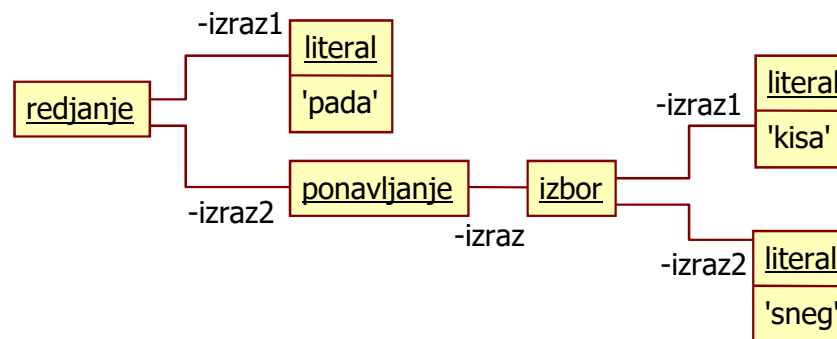 -izraz1
literal
'pada'
redjanje
-izraz2
ponavljanje
-izraz
izbor
-izraz1
literal
'kisa'
-izraz2
literal
'sneg'